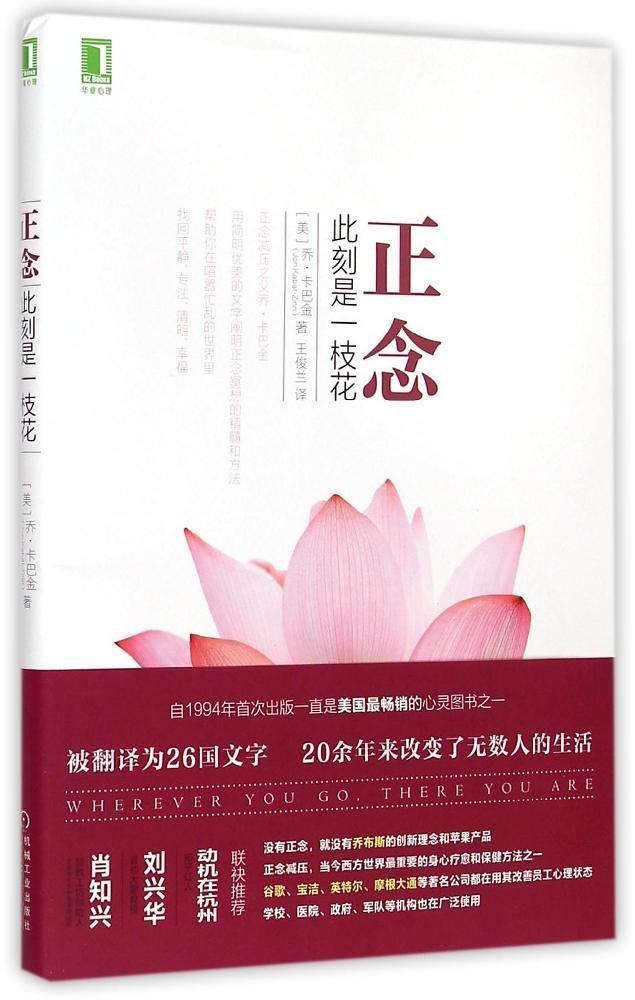 HZ Books
华章心理
正念
此刻是一枝花
[美] 乔·卡巴金 著
(Jon Kabat-Zinn)
王俊兰 译
正念减压之父乔·卡巴金
用简明优美的文字阐明正念冥想的精髓和方法
帮助你在喧嚣忙乱的世界里
找回平静、专注、清明、幸福
自1994年首次出版一直是美国最畅销的心灵图书之一
被翻译为26国文字 20余年来改变了无数人的生活
WHEREVER YOU GO, THERE YOU ARE
没有正念，就没有乔布斯的创新理念和苹果产品
正念减压，当今西方世界最重要的身心疗愈和保健方法之一
谷歌、宝洁、英特尔、摩根大通等著名公司都在用其改善员工心理状态
学校、医院、政府、军队等机构也在广泛使用
联袂推荐
动机在杭州
刘兴华
肖知兴
正念
此刻是一枝花
[美] 乔·卡巴金 著
机械工业出版社